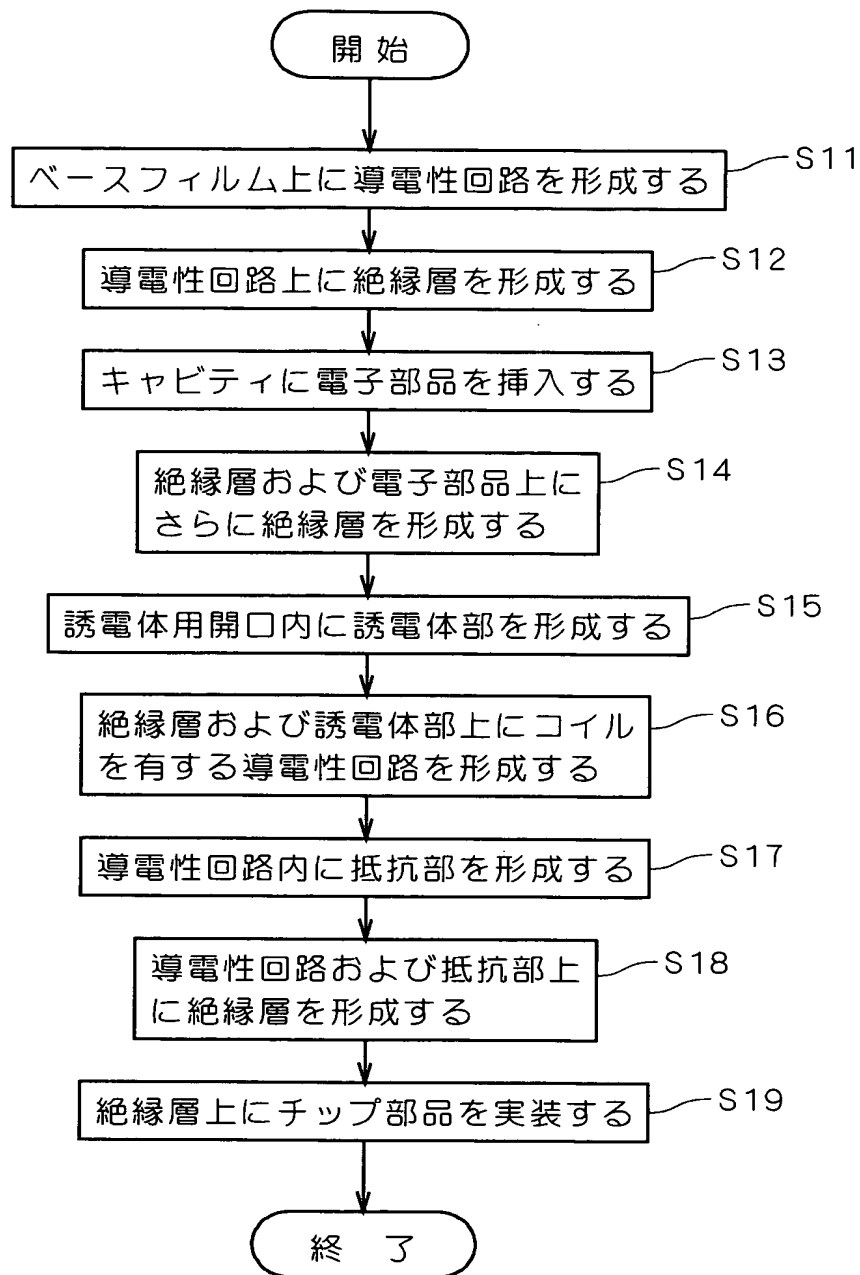 開始
ベースフィルム上に導電性回路を形成する
S11
導電性回路上に絶縁層を形成する
S12
キャビティに電子部品を挿入する
S13
絶縁層および電子部品上に
さらに絶縁層を形成する
S14
誘電体用開口内に誘電体部を形成する
S15
絶縁層および誘電体部上にコイル
を有する導電性回路を形成する
S16
導電性回路内に抵抗部を形成する
S17
導電性回路および抵抗部上
に絶縁層を形成する
S18
絶縁層上にチップ部品を実装する
S19
終了